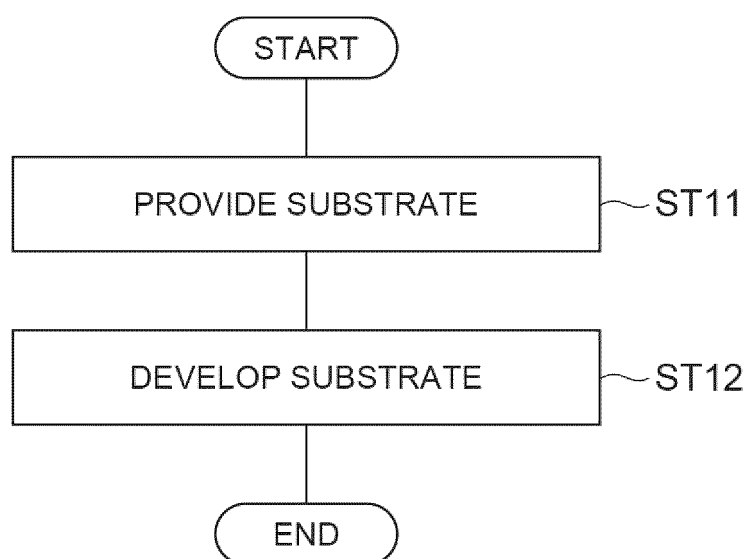 START
PROVIDE SUBSTRATE
ST11
DEVELOP SUBSTRATE
ST12
END